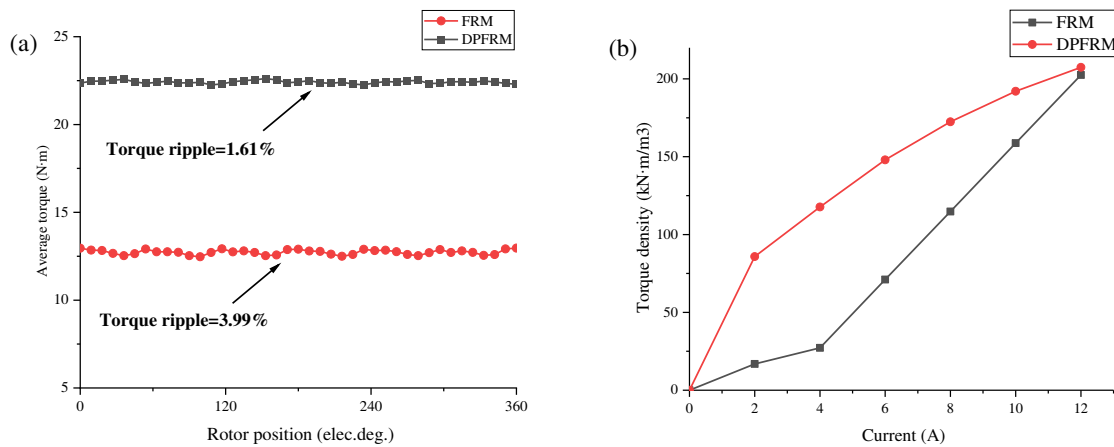 (a)
FRM
DPFRM
25
20
15
10
5
Average torque (N·m)
Torque ripple=1.61%
Torque ripple=3.99%
0
120
240
360
Rotor position (elec.deg.)
(b)
FRM
DPFRM
200
150
100
50
0
Torque density (kN·m/m3)
0
2
4
6
8
10
12
Current (A)